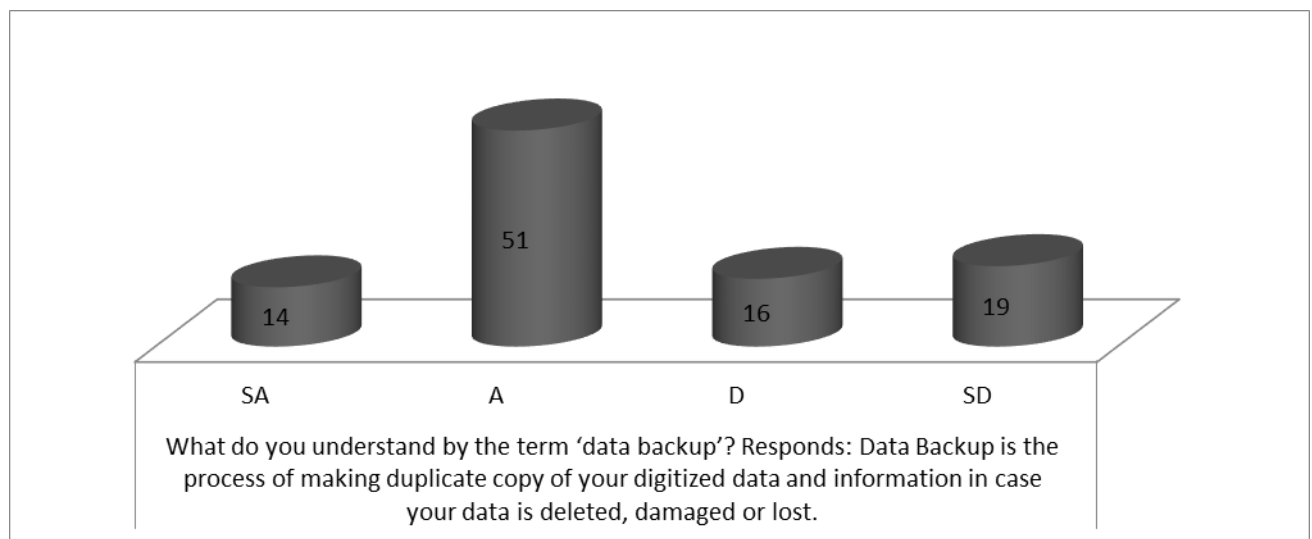 51
14
16
19
SA A D SD
What do you understand by the term ‘data backup’? Responds: Data Backup is the
process of making duplicate copy of your digitized data and information in case
your data is deleted, damaged or lost.